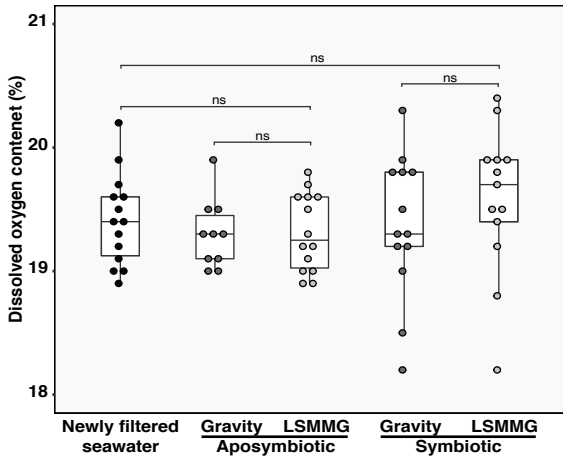 21
20
19
18
Dissolved oxygen contenet (%)
ns
ns
ns
ns
Newly filtered
seawater
Gravity LSMMG
Aposymbiotic
Gravity LSMMG
Symbiotic